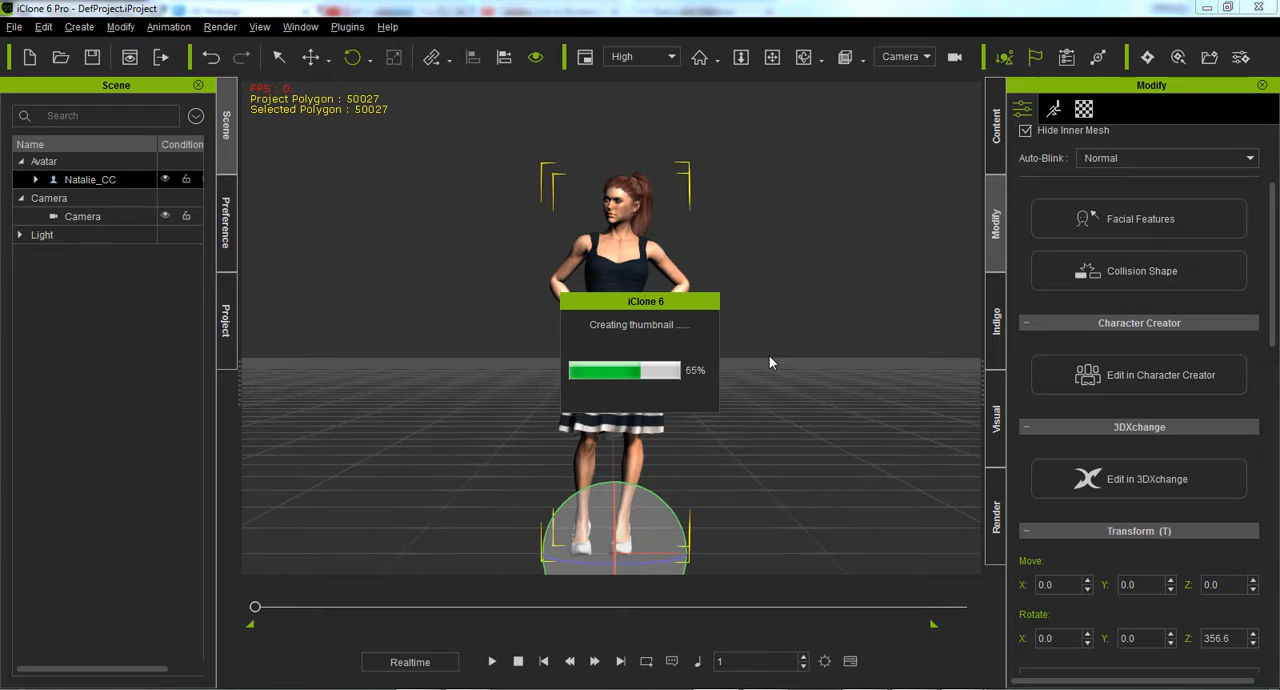 iClone 6 Pro - DefProject.iProject
File Edit Create Modify Animation Render View Window Plugins Help
High Camera
Scene
Search
Name Condition
Avatar
Natalie_CC
Camera
Camera
Light
Scene
Preference
Project
FPS : 0.
Project Polygon : 50027
Selected Polygon : 50027
iClone 6
Creating thumbnail ......
65%
Realtime
1
Content
Modify
Indigo
Visual
Render
Modify
Hide Inner Mesh
Auto-Blink : Normal
Facial Features
Collision Shape
Character Creator
Edit in Character Creator
3DXchange
Edit in 3DXchange
Transform (T)
Move:
X: 0.0 Y: 0.0 Z: 0.0
Rotate:
X: 0.0 Y: 0.0 Z: 356.6